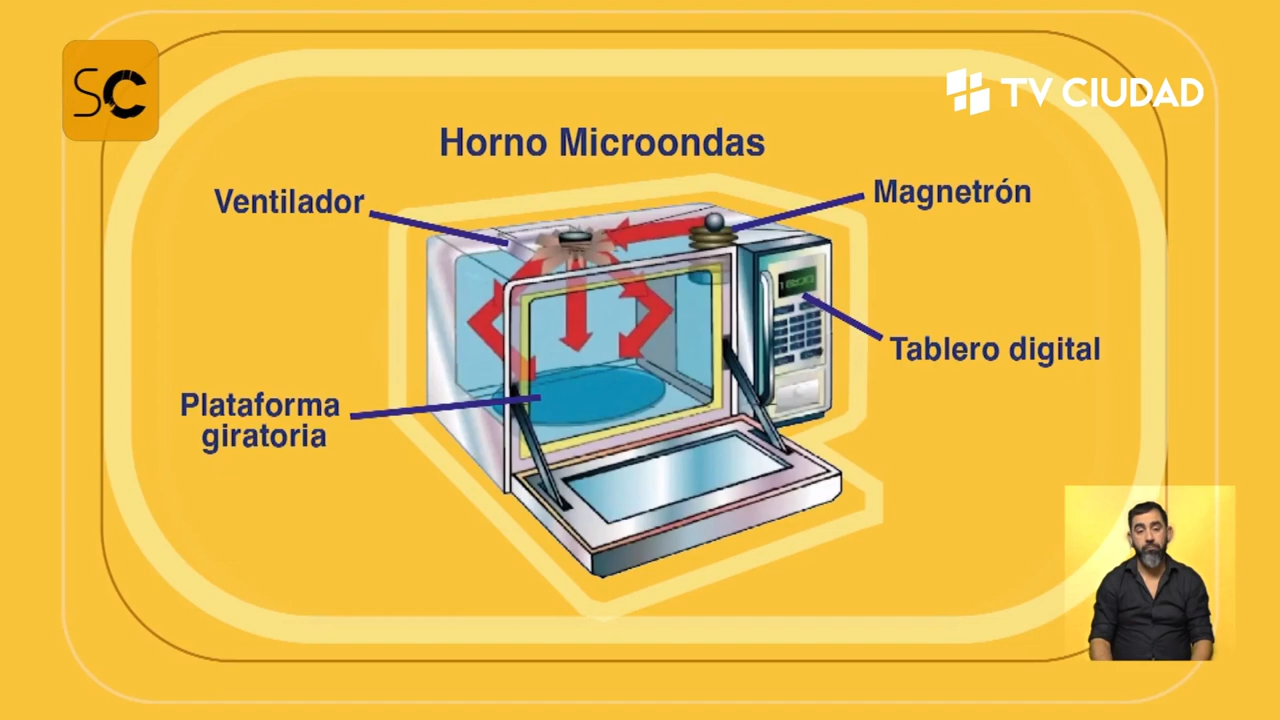 SC
TV CIUDAD
Horno Microondas
Ventilador
Magnetrón
Tablero digital
Plataforma
giratoria